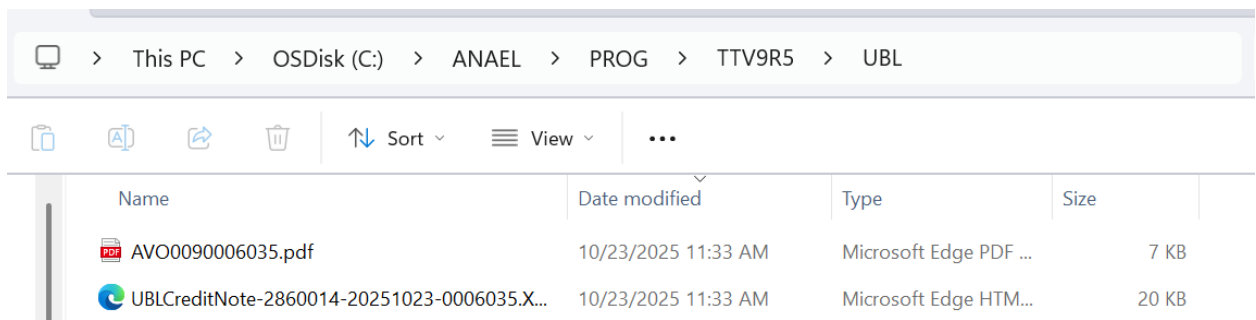 This PC > OSDisk (C:) > ANAEL > PROG > TTV9R5 > UBL
Sort View •••
Name Date modified Type Size
PDF AVO0090006035.pdf 10/23/2025 11:33 AM Microsoft Edge PDF ... 7 KB
UBLCreditNote-2860014-20251023-0006035.X... 10/23/2025 11:33 AM Microsoft Edge HTM... 20 KB